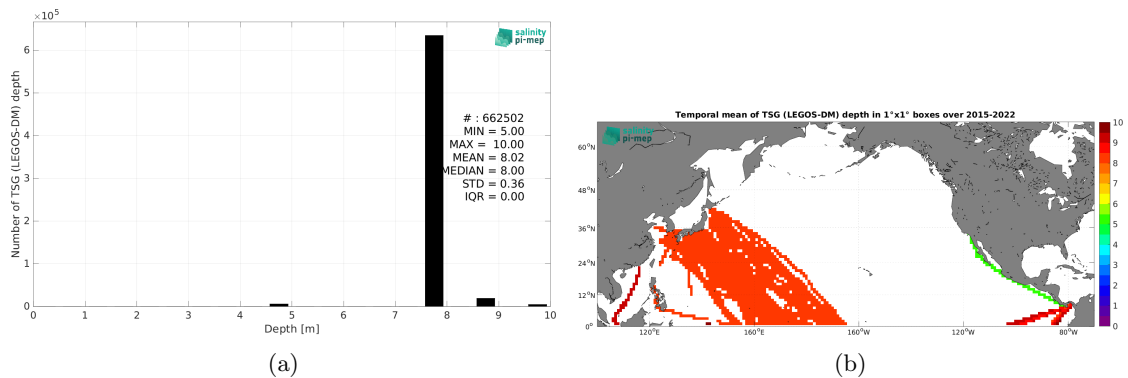 ×10⁵
salinity
pi-mep
6
5
4
3
2
1
0
Number of TSG (LEGOS-DM) depth
# : 662502
MIN = 5.00
MAX = 10.00
MEAN = 8.02
MEDIAN = 8.00
STD = 0.36
IQR = 0.00
0 1 2 3 4 5 6 7 8 9 10
Depth [m]
(a)
Temporal mean of TSG (LEGOS-DM) depth in 1°x1° boxes over 2015-2022
salinity
pi-mep
60°N
48°N
36°N
24°N
12°N
0°
120°E 160°E 160°W 120°W 80°W
10
9
8
7
6
5
4
3
2
1
0
(b)